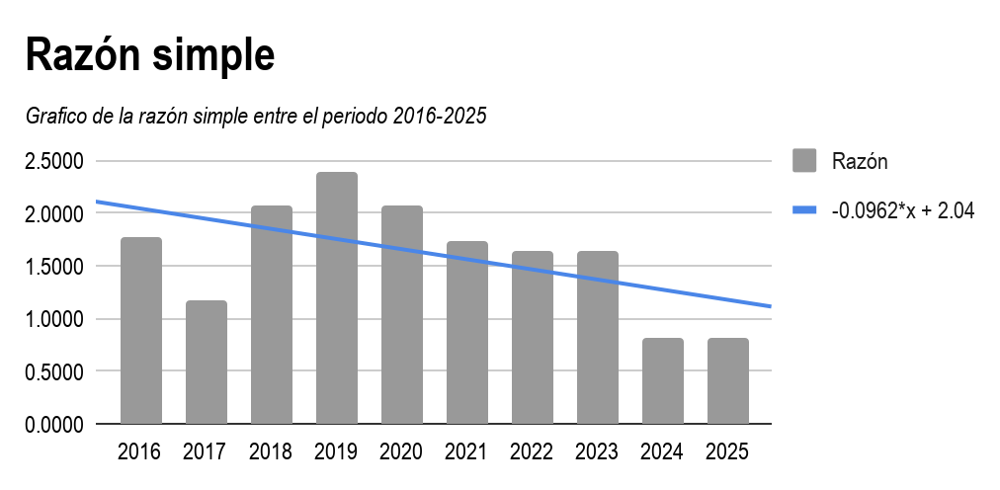 Razón simple
Grafico de la razón simple entre el periodo 2016-2025
2.5000
2.0000
1.5000
1.0000
0.5000
0.0000
2016 2017 2018 2019 2020 2021 2022 2023 2024 2025
Razón
-0.0962*x + 2.04